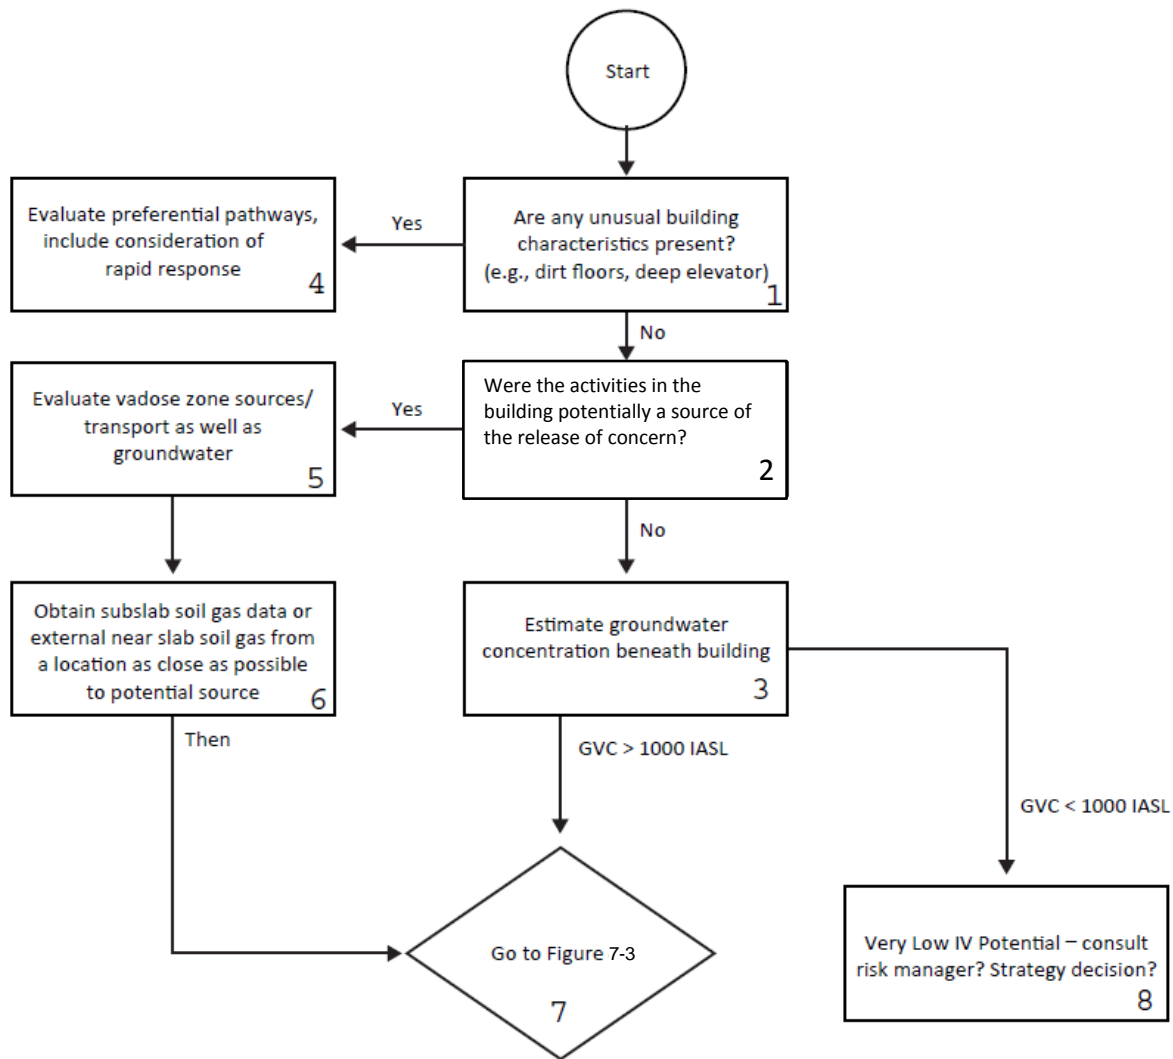 Start
Are any unusual building
characteristics present?
(e.g., dirt floors, deep elevator)
1
Yes
Evaluate preferential pathways,
include consideration of
rapid response
4
No
Were the activities in the
building potentially a source of
the release of concern?
2
Yes
Evaluate vadose zone sources/
transport as well as
groundwater
5
No
Obtain subslab soil gas data or
external near slab soil gas from
a location as close as possible
to potential source
6
Then
Estimate groundwater
concentration beneath building
3
GVC > 1000 IASL
GVC < 1000 IASL
Go to Figure 7-3
7
Very Low IV Potential – consult
risk manager? Strategy decision?
8